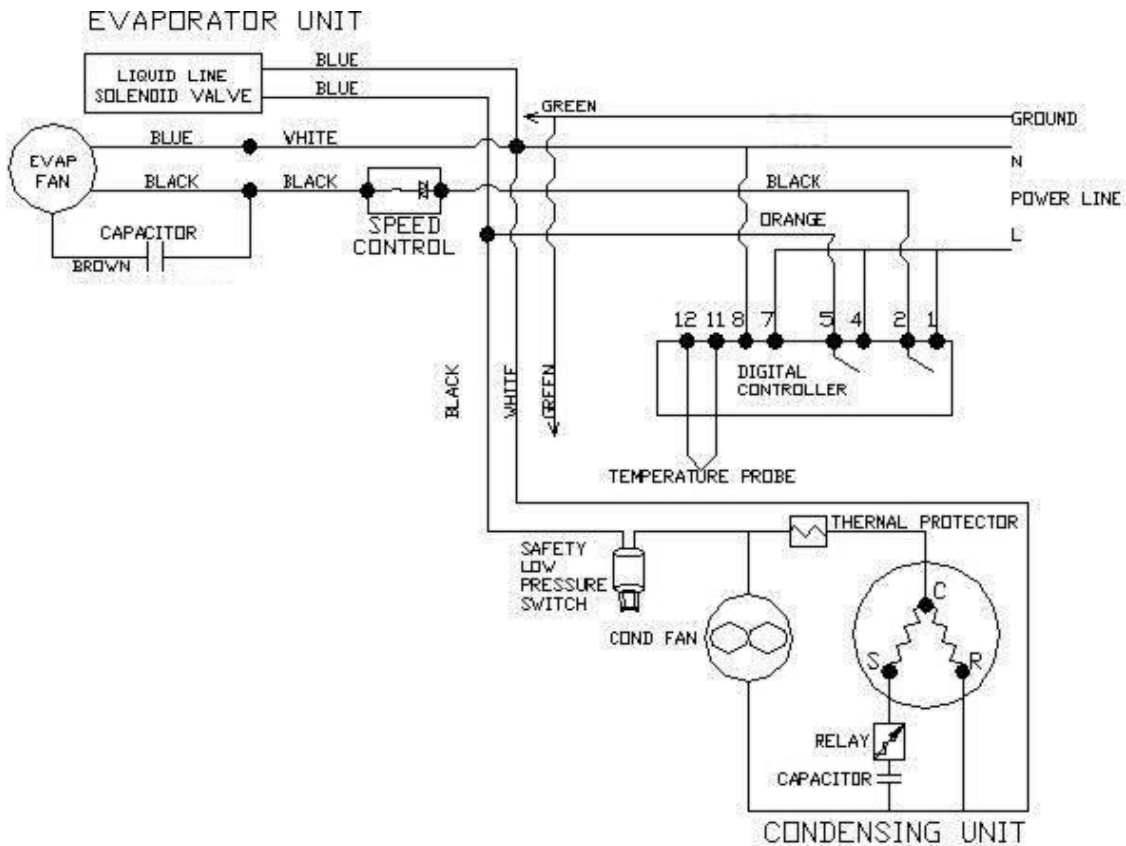 EVAPORATOR UNIT
LIQUID LINE
SOLENOID VALVE
BLUE
BLUE
GREEN
GROUND
BLUE
WHITE
N
EVAP
FAN
BLACK
BLACK
BLACK
POWER LINE
SPEED
CONTROL
ORANGE
L
CAPACITOR
BROWN
12 11 8 7 5 4 2 1
DIGITAL
CONTROLLER
BLACK
WHITE
GREEN
TEMPERATURE PROBE
THERMAL PROTECTOR
SAFETY
LOW
PRESSURE
SWITCH
COND FAN
C
S
R
RELAY
CAPACITOR
CONDENSING UNIT